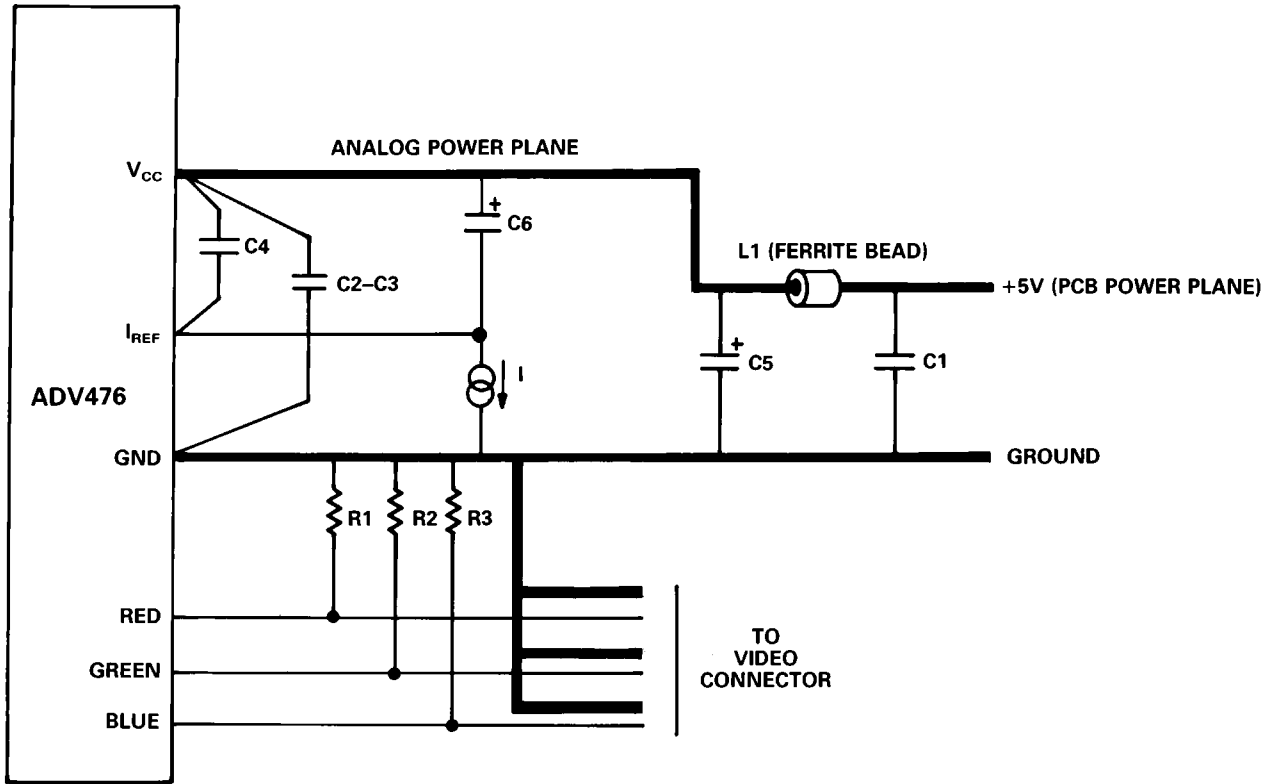 ANALOG POWER PLANE
VCC
+
C6
C4
L1 (FERRITE BEAD)
C2–C3
+5V (PCB POWER PLANE)
IREF
+
C5
C1
I
ADV476
GND
GROUND
R1
R2
R3
RED
TO
VIDEO
CONNECTOR
GREEN
BLUE